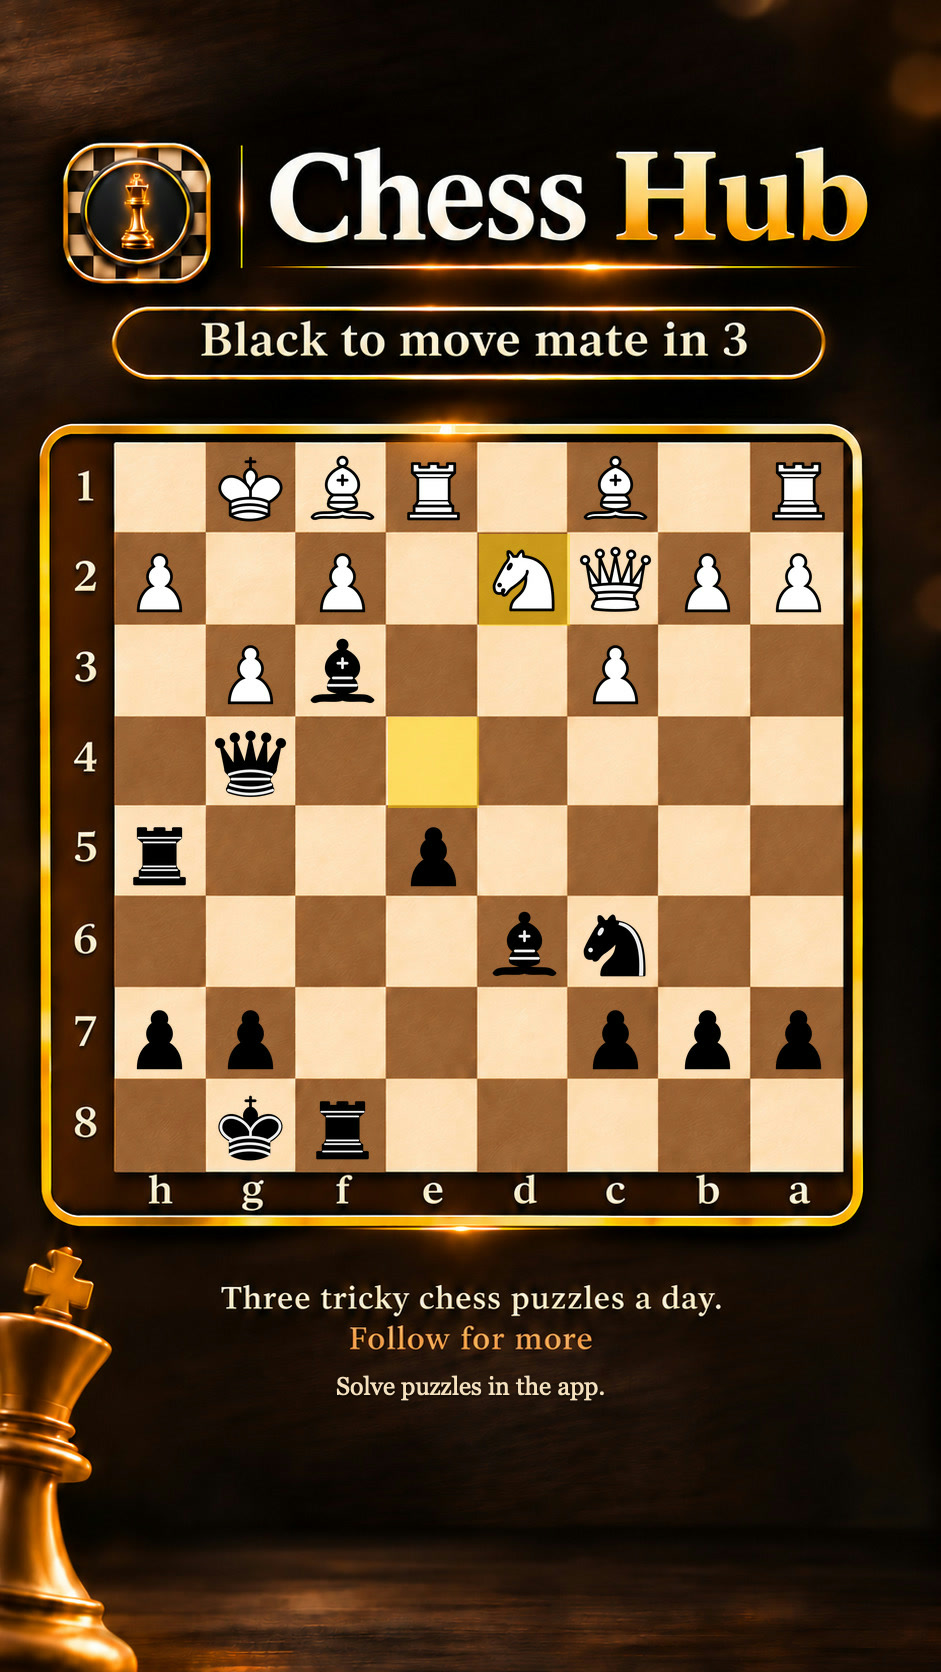 Chess Hub
Black to move mate in 3
1
2
3
4
5
6
7
8
h g f e d c b a
Three tricky chess puzzles a day.
Follow for more
Solve puzzles in the app.